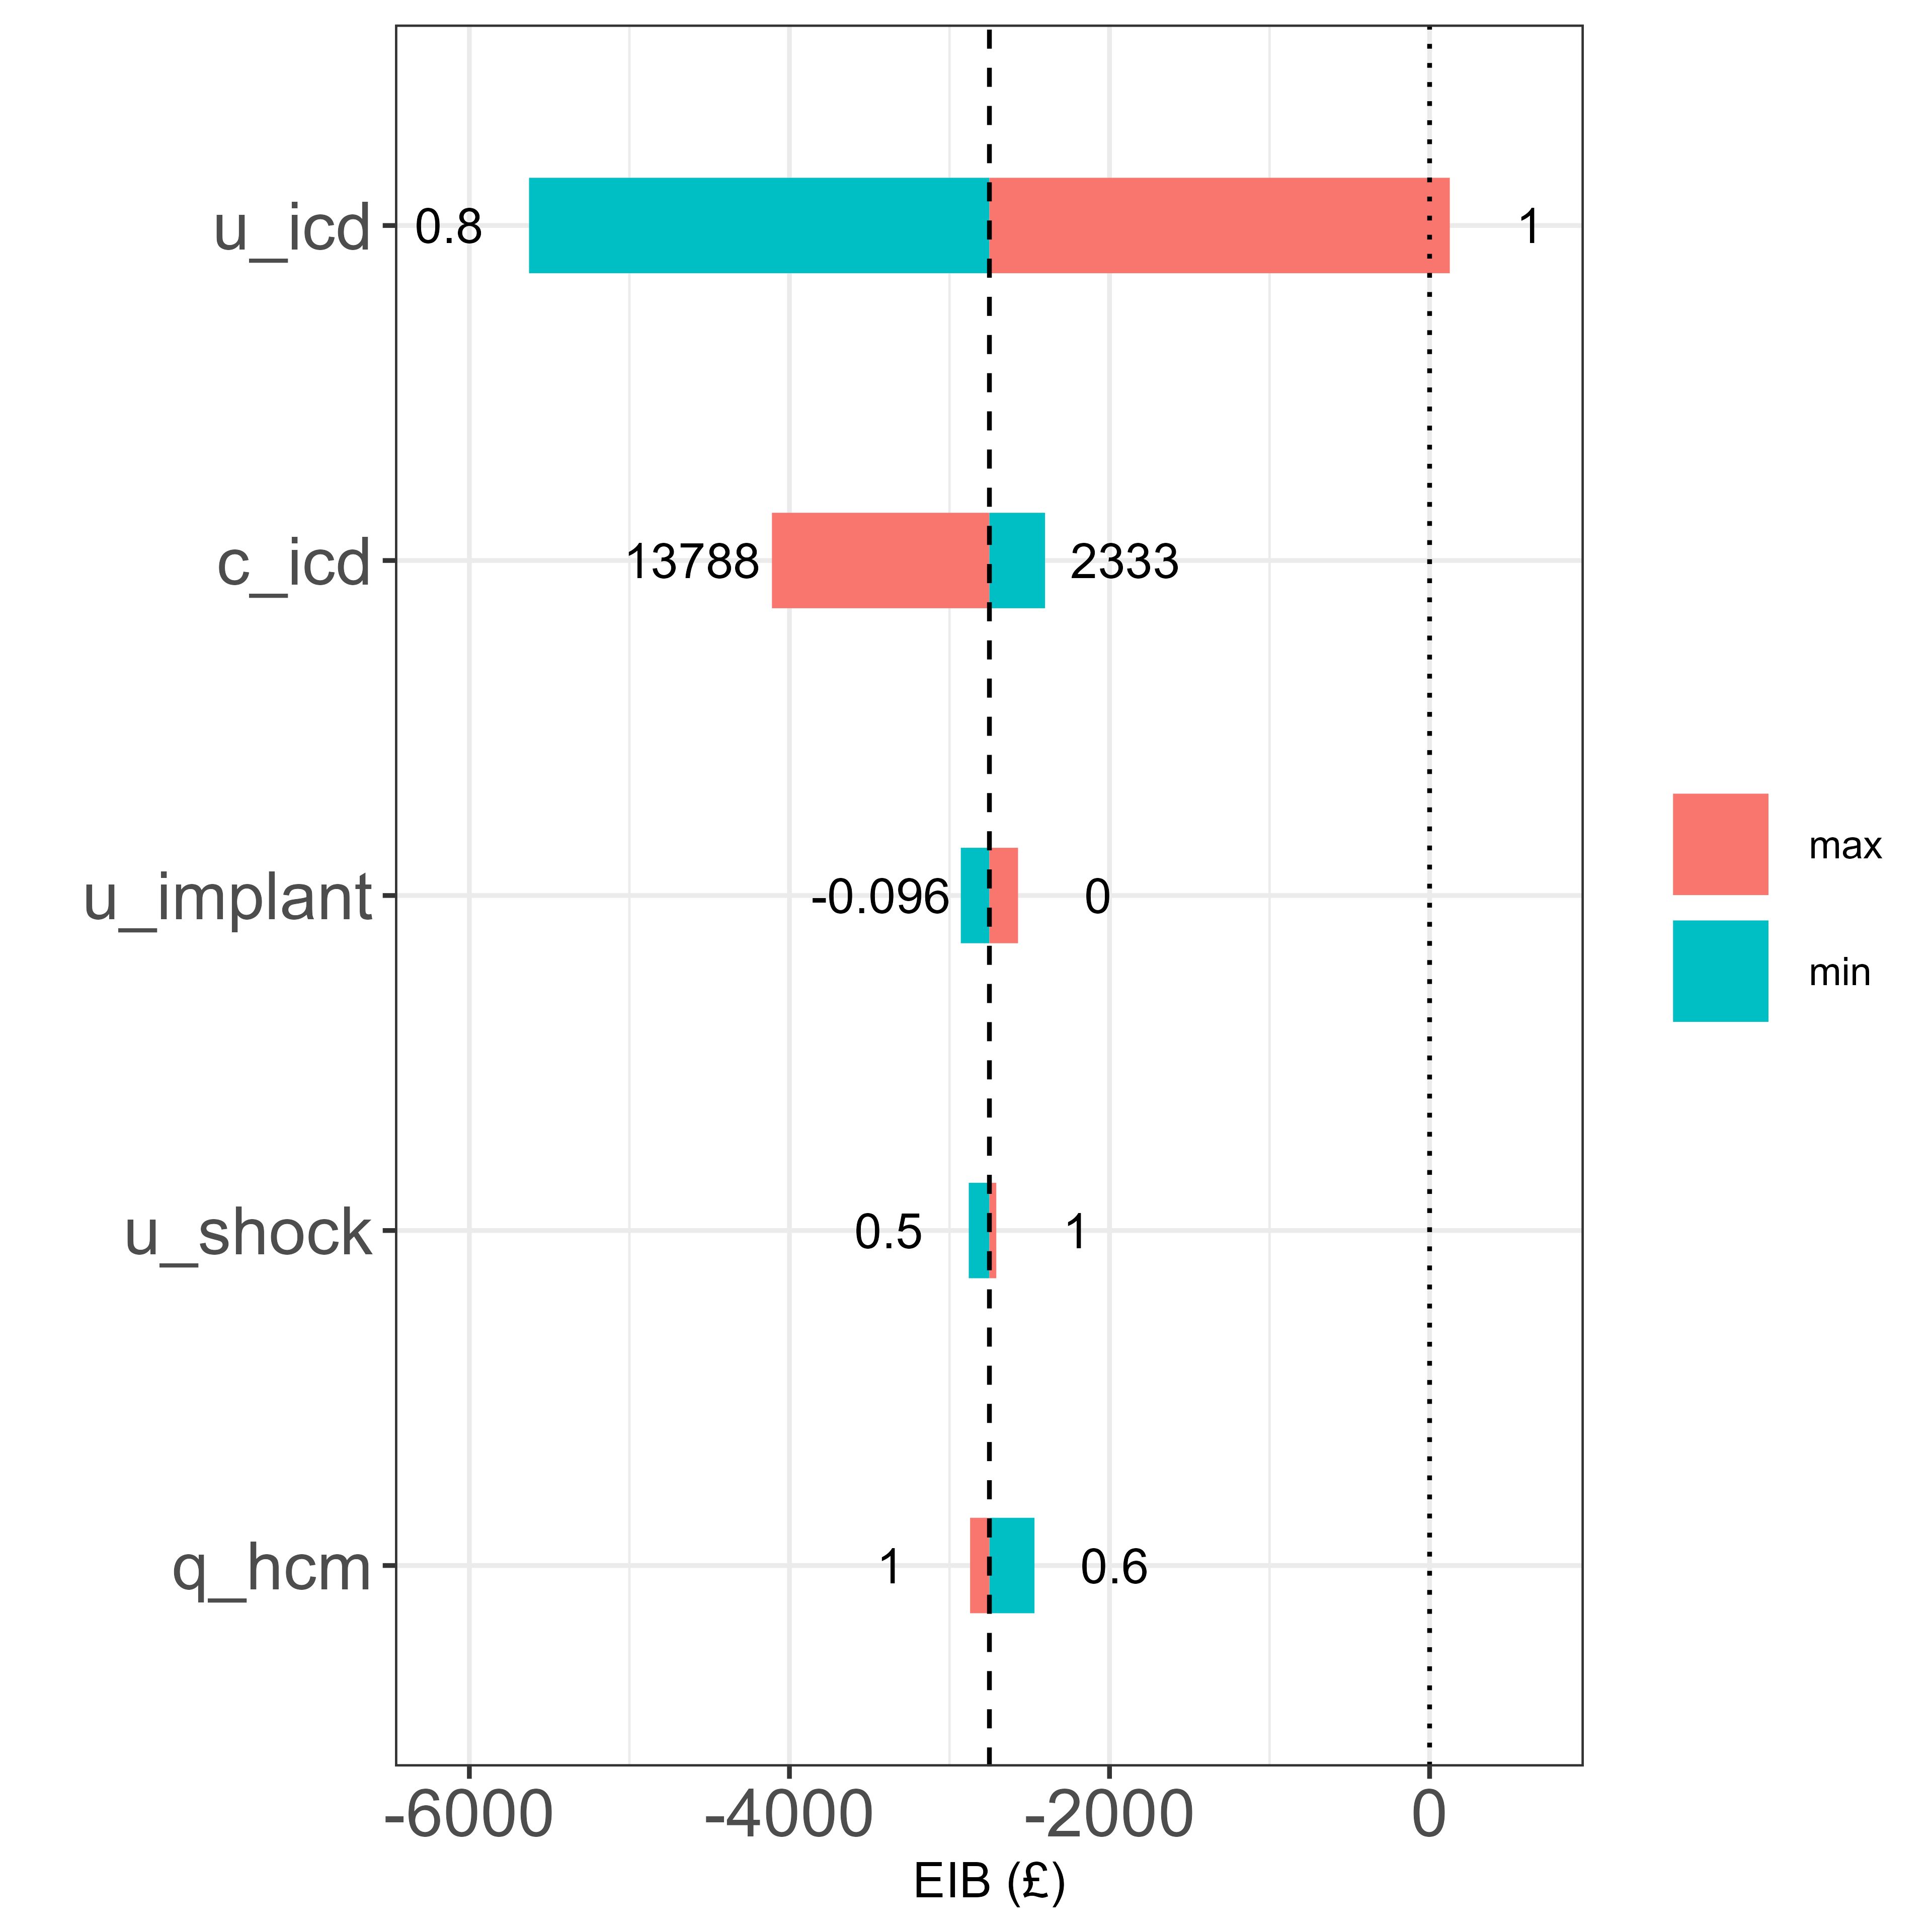 u_icd 0.8 1
c_icd 13788 2333
u_implant -0.096 0
max
min
u_shock 0.5 1
q_hcm 1 0.6
-6000 -4000 -2000 0
EIB (£)